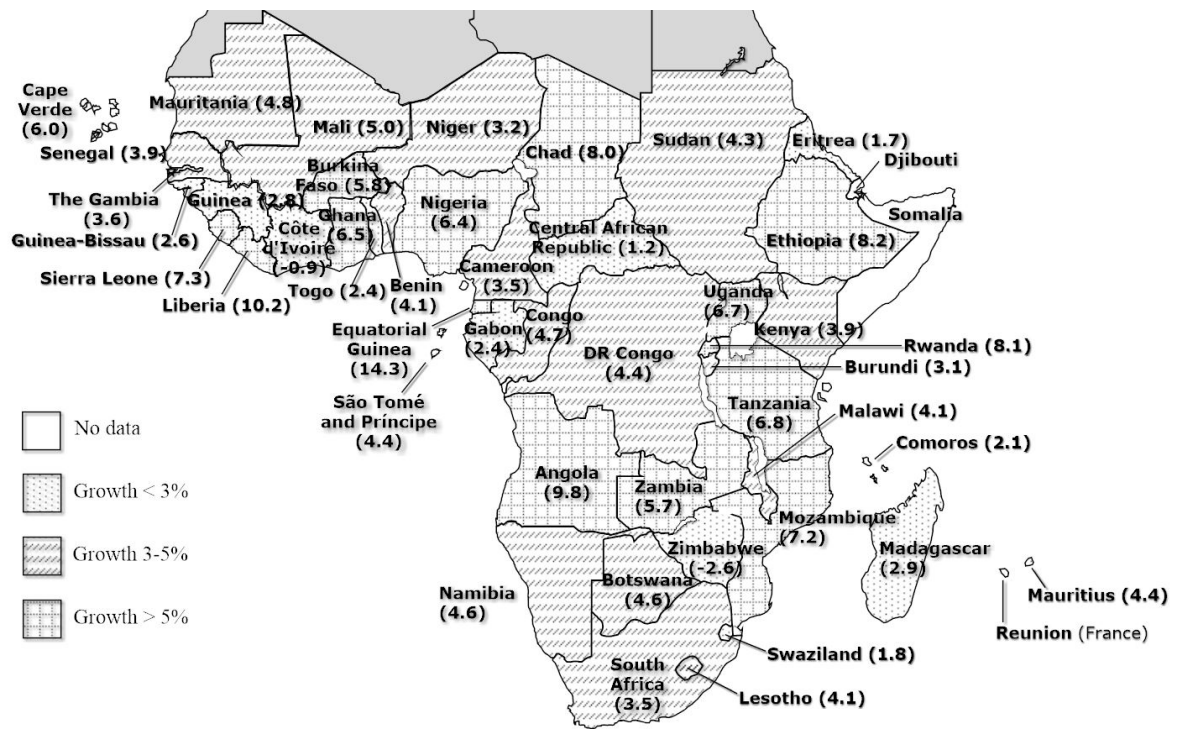 Cape
Verde
(6.0)
Mauritania (4.8)
Mali (5.0)
Niger (3.2)
Chad (8.0)
Sudan (4.3)
Eritrea (1.7)
Djibouti
Senegal (3.9)
Burkina
Faso (5.8)
The Gambia
(3.6)
Guinea (2.8)
Guinea-Bissau (2.6)
Sierra Leone (7.3)
Liberia (10.2)
Côte
d'Ivoire
(-0.9)
Ghana
(6.5)
Togo (2.4)
Benin
(4.1)
Nigeria
(6.4)
Cameroon
(3.5)
Central African
Republic (1.2)
Ethiopia (8.2)
Somalia
Equatorial
Guinea
(14.3)
Gabon
(2.4)
Congo
(4.7)
DR Congo
(4.4)
Uganda
(6.7)
Kenya (3.9)
Rwanda (8.1)
Burundi (3.1)
São Tomé
and Príncipe
(4.4)
Tanzania
(6.8)
Malawi (4.1)
Comoros (2.1)
Angola
(9.8)
Zambia
(5.7)
Mozambique
(7.2)
Zimbabwe
(-2.6)
Madagascar
(2.9)
Mauritius (4.4)
Reunion (France)
Namibia
(4.6)
Botswana
(4.6)
Swaziland (1.8)
South
Africa
(3.5)
Lesotho (4.1)
No data
Growth < 3%
Growth 3-5%
Growth > 5%